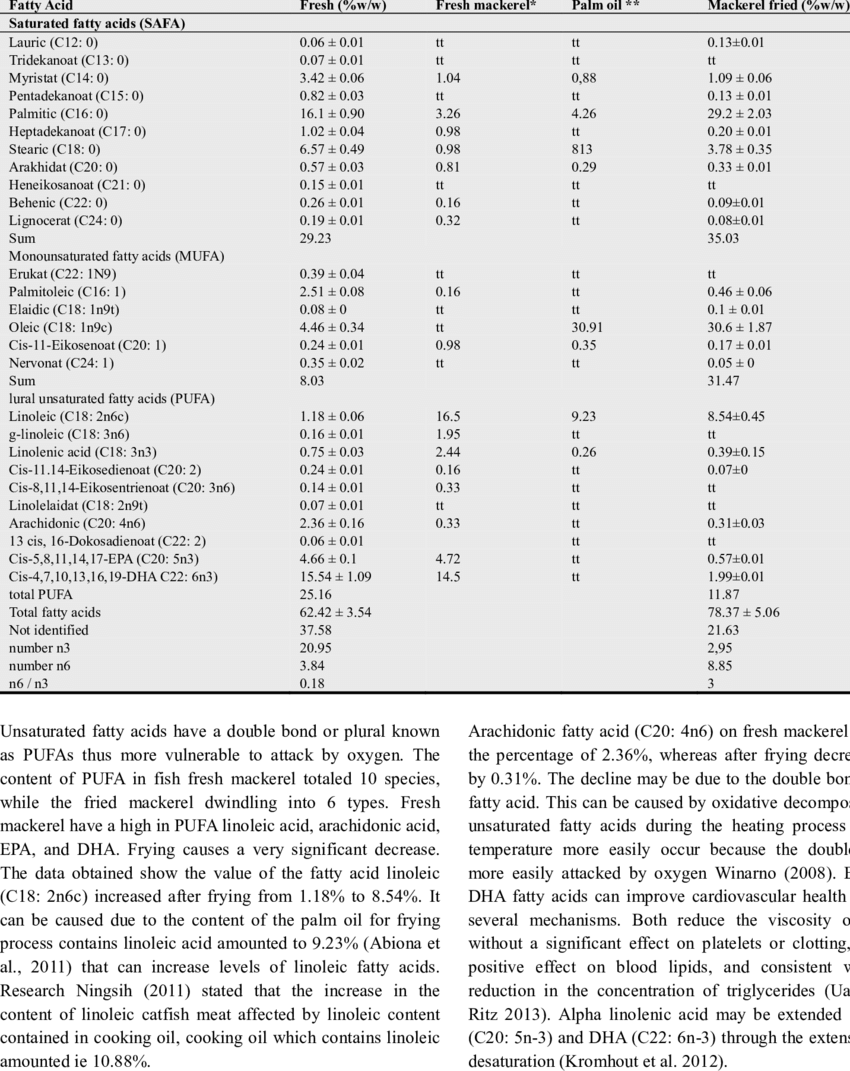 Fatty Acid Fresh (%w/w) Fresh mackerel* Palm oil ** Mackerel fried (%w/w)
Saturated fatty acids (SAFA)
Lauric (C12: 0) 0.06 ± 0.01 tt tt 0.13±0.01
Tridekanoat (C13: 0) 0.07 ± 0.01 tt tt tt
Myristat (C14: 0) 3.42 ± 0.06 1.04 0,88 1.09 ± 0.06
Pentadekanoat (C15: 0) 0.82 ± 0.03 tt tt 0.13 ± 0.01
Palmitic (C16: 0) 16.1 ± 0.90 3.26 4.26 29.2 ± 2.03
Heptadekanoat (C17: 0) 1.02 ± 0.04 0.98 tt 0.20 ± 0.01
Stearic (C18: 0) 6.57 ± 0.49 0.98 813 3.78 ± 0.35
Arakhidat (C20: 0) 0.57 ± 0.03 0.81 0.29 0.33 ± 0.01
Heneikosanoat (C21: 0) 0.15 ± 0.01 tt tt tt
Behenic (C22: 0) 0.26 ± 0.01 0.16 tt 0.09±0.01
Lignocerat (C24: 0) 0.19 ± 0.01 0.32 tt 0.08±0.01
Sum 29.23 35.03
Monounsaturated fatty acids (MUFA)
Erukat (C22: 1N9) 0.39 ± 0.04 tt tt tt
Palmitoleic (C16: 1) 2.51 ± 0.08 0.16 tt 0.46 ± 0.06
Elaidic (C18: 1n9t) 0.08 ± 0 tt tt 0.1 ± 0.01
Oleic (C18: 1n9c) 4.46 ± 0.34 tt 30.91 30.6 ± 1.87
Cis-11-Eikosenoat (C20: 1) 0.24 ± 0.01 0.98 0.35 0.17 ± 0.01
Nervonat (C24: 1) 0.35 ± 0.02 tt tt 0.05 ± 0
Sum 8.03 31.47
lural unsaturated fatty acids (PUFA)
Linoleic (C18: 2n6c) 1.18 ± 0.06 16.5 9.23 8.54±0.45
g-linoleic (C18: 3n6) 0.16 ± 0.01 1.95 tt tt
Linolenic acid (C18: 3n3) 0.75 ± 0.03 2.44 0.26 0.39±0.15
Cis-11.14-Eikosedienoat (C20: 2) 0.24 ± 0.01 0.16 tt 0.07±0
Cis-8,11,14-Eikosentrienoat (C20: 3n6) 0.14 ± 0.01 0.33 tt tt
Linolelaidat (C18: 2n9t) 0.07 ± 0.01 tt tt tt
Arachidonic (C20: 4n6) 2.36 ± 0.16 0.33 tt 0.31±0.03
13 cis, 16-Dokosadienoat (C22: 2) 0.06 ± 0.01 tt tt
Cis-5,8,11,14,17-EPA (C20: 5n3) 4.66 ± 0.1 4.72 tt 0.57±0.01
Cis-4,7,10,13,16,19-DHA C22: 6n3) 15.54 ± 1.09 14.5 tt 1.99±0.01
total PUFA 25.16 11.87
Total fatty acids 62.42 ± 3.54 78.37 ± 5.06
Not identified 37.58 21.63
number n3 20.95 2,95
number n6 3.84 8.85
n6 / n3 0.18 3
Unsaturated fatty acids have a double bond or plural known
as PUFAs thus more vulnerable to attack by oxygen. The
content of PUFA in fish fresh mackerel totaled 10 species,
while the fried mackerel dwindling into 6 types. Fresh
mackerel have a high in PUFA linoleic acid, arachidonic acid,
EPA, and DHA. Frying causes a very significant decrease.
The data obtained show the value of the fatty acid linoleic
(C18: 2n6c) increased after frying from 1.18% to 8.54%. It
can be caused due to the content of the palm oil for frying
process contains linoleic acid amounted to 9.23% (Abiona et
al., 2011) that can increase levels of linoleic fatty acids.
Research Ningsih (2011) stated that the increase in the
content of linoleic catfish meat affected by linoleic content
contained in cooking oil, cooking oil which contains linoleic
amounted ie 10.88%.
Arachidonic fatty acid (C20: 4n6) on fresh mackerel
the percentage of 2.36%, whereas after frying decre
by 0.31%. The decline may be due to the double bon
fatty acid. This can be caused by oxidative decompos
unsaturated fatty acids during the heating process
temperature more easily occur because the double
more easily attacked by oxygen Winarno (2008). E
DHA fatty acids can improve cardiovascular health
several mechanisms. Both reduce the viscosity o
without a significant effect on platelets or clotting,
positive effect on blood lipids, and consistent w
reduction in the concentration of triglycerides (Ua
Ritz 2013). Alpha linolenic acid may be extended
(C20: 5n-3) and DHA (C22: 6n-3) through the extens
desaturation (Kromhout et al. 2012).